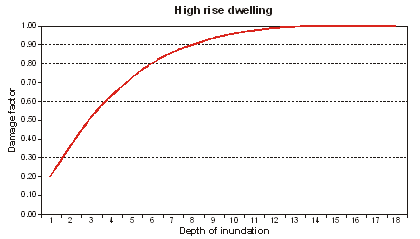 High rise dwelling
Damage factor
1.00
0.90
0.80
0.70
0.60
0.50
0.40
0.30
0.20
0.10
0.00
1 2 3 4 5 6 7 8 9 10 11 12 13 14 15 16 17 18
Depth of inundation